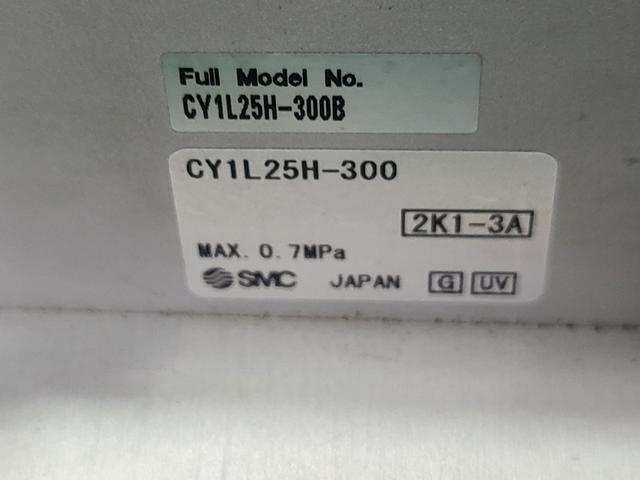 Full Model No.
CY1L25H-300B
CY1L25H-300
2K1-3A
MAX. 0.7MPa
SMC JAPAN G UV